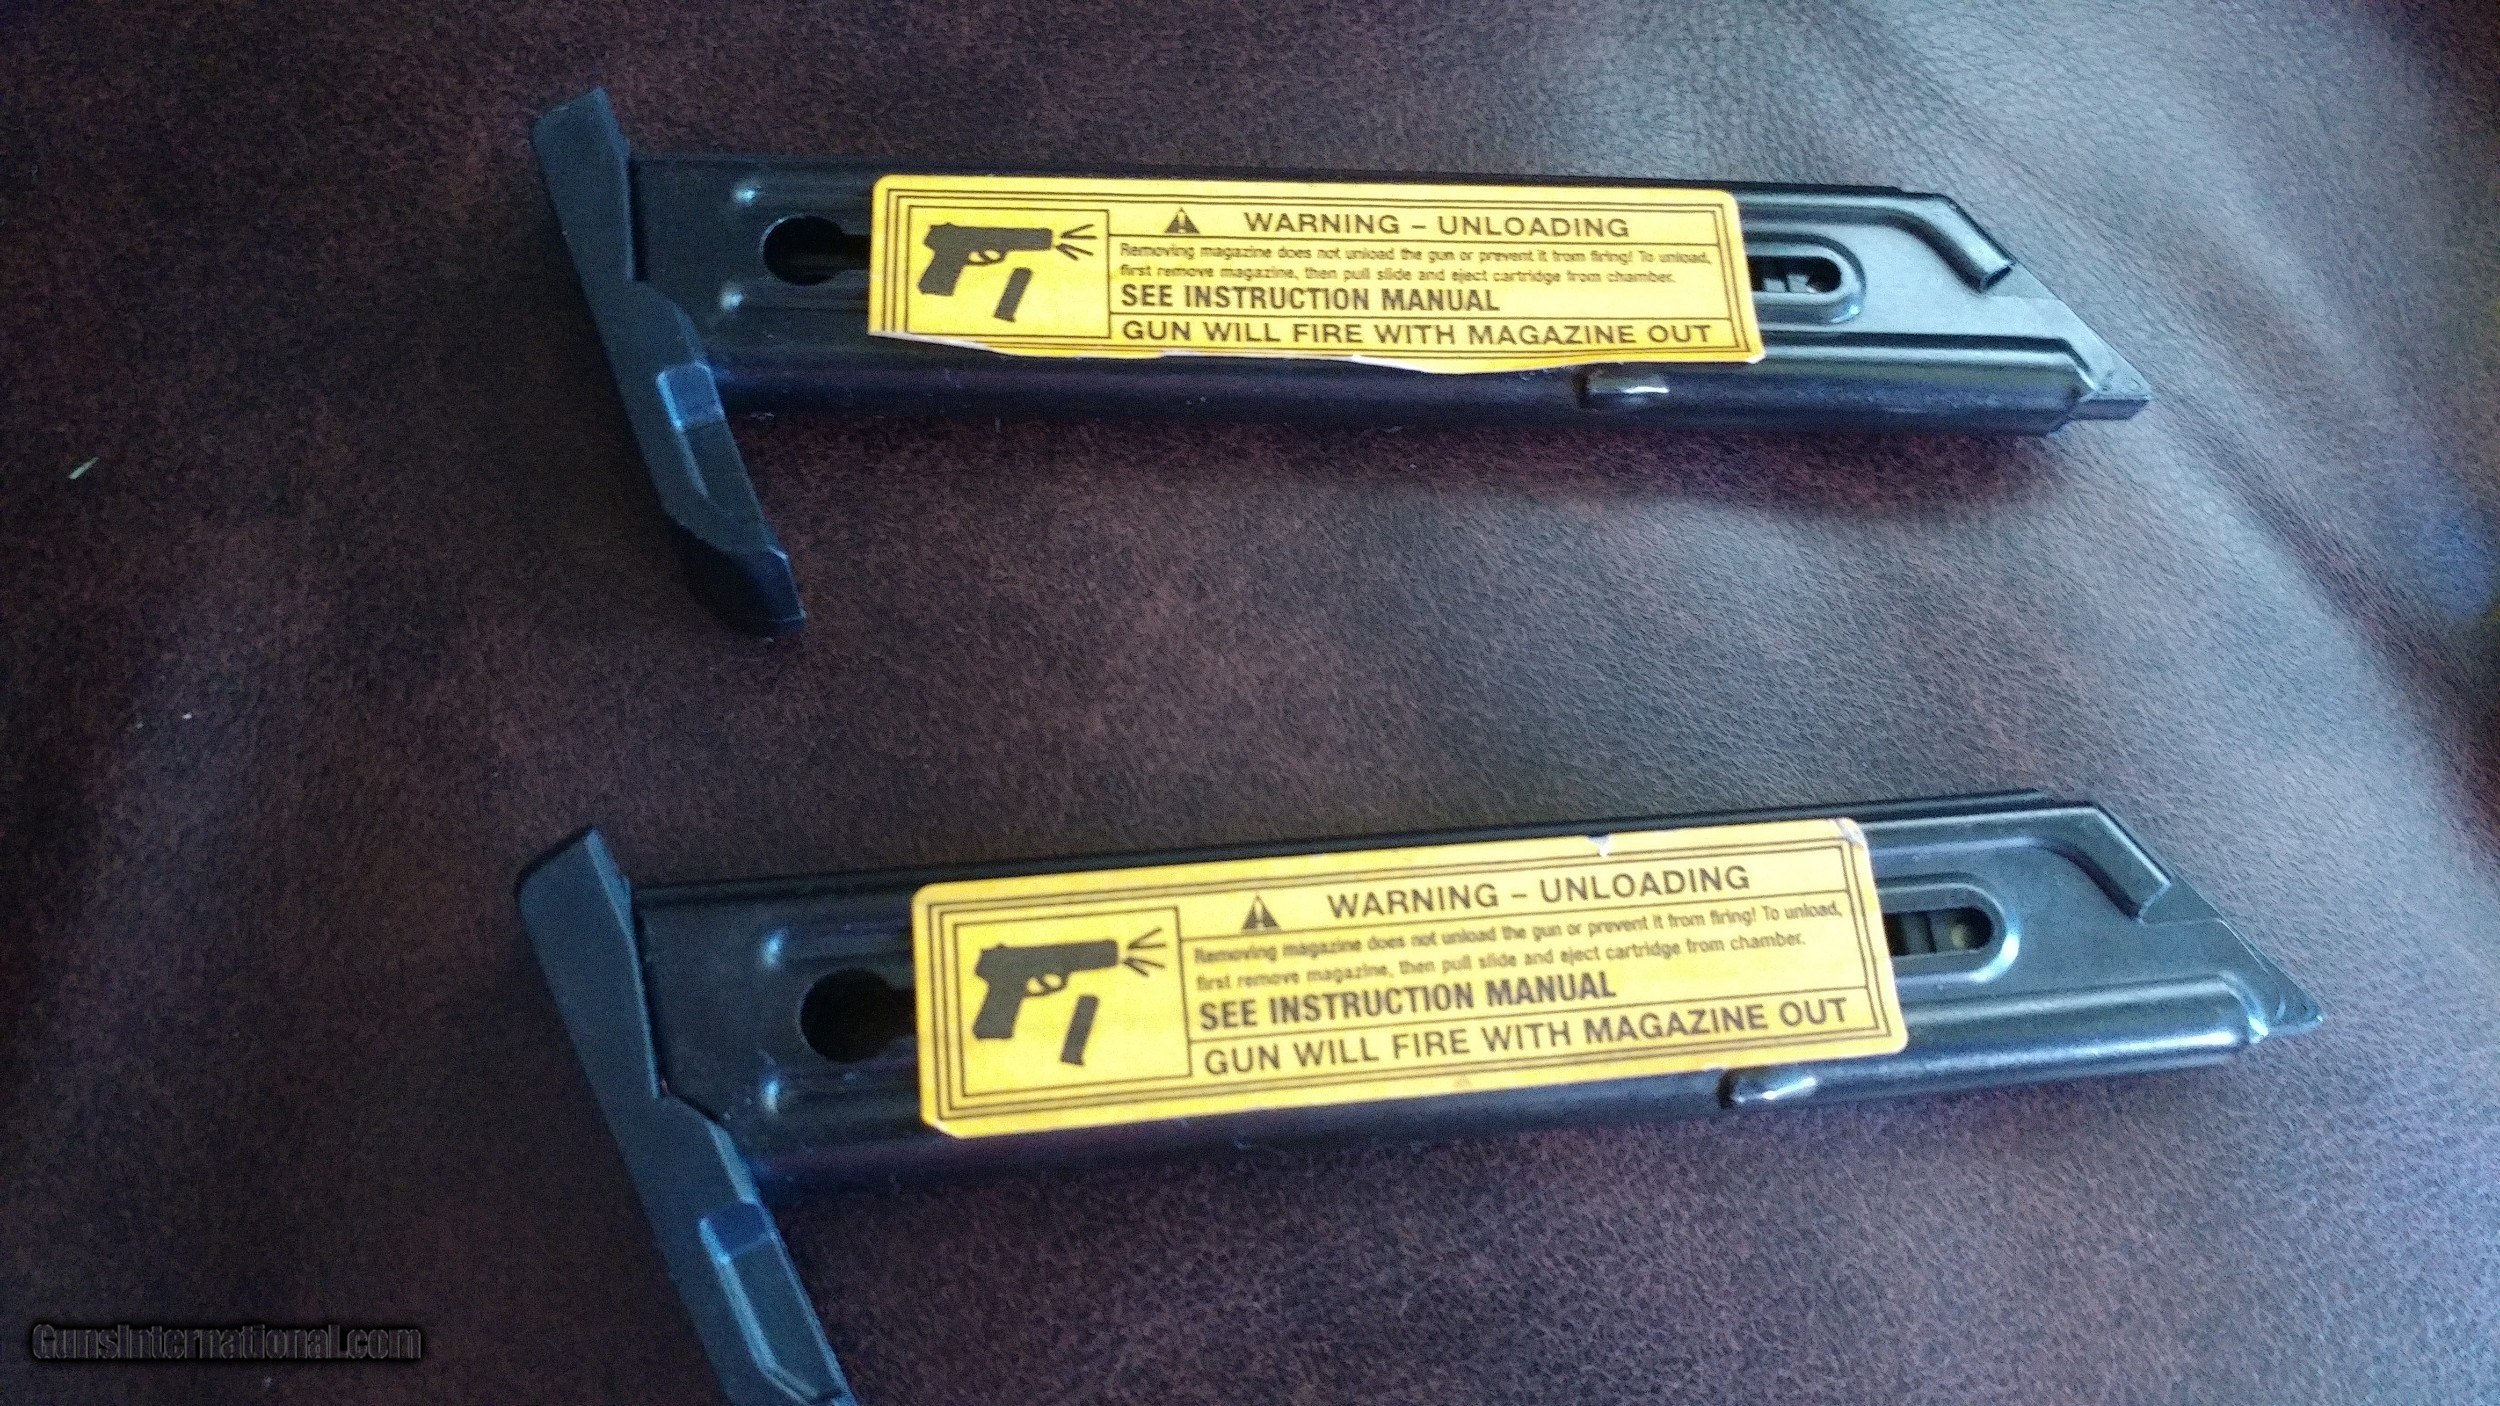 WARNING - UNLOADING
Removing magazine does not unload the gun or prevent it from firing! To unload,
first remove magazine, then pull slide and eject cartridge from chamber.
SEE INSTRUCTION MANUAL
GUN WILL FIRE WITH MAGAZINE OUT
WARNING - UNLOADING
Removing magazine does not unload the gun or prevent it from firing! To unload,
first remove magazine, then pull slide and eject cartridge from chamber.
SEE INSTRUCTION MANUAL
GUN WILL FIRE WITH MAGAZINE OUT
GunsInternational.com